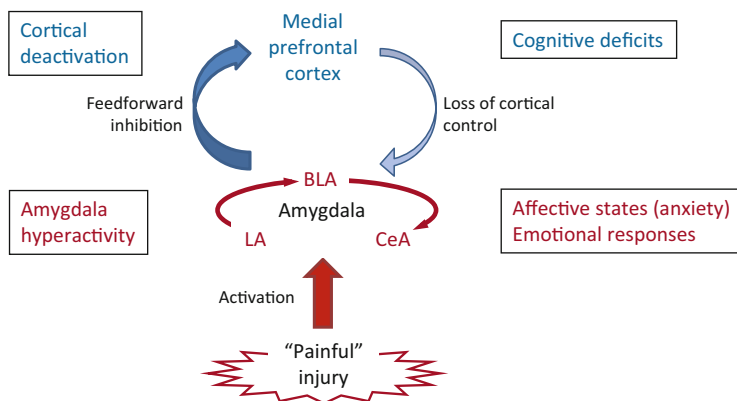 Cortical
deactivation
Medial
prefrontal
cortex
Cognitive deficits
Feedforward
inhibition
Loss of cortical
control
BLA
Amygdala
hyperactivity
Amygdala
LA
CeA
Affective states (anxiety)
Emotional responses
Activation
“Painful”
injury